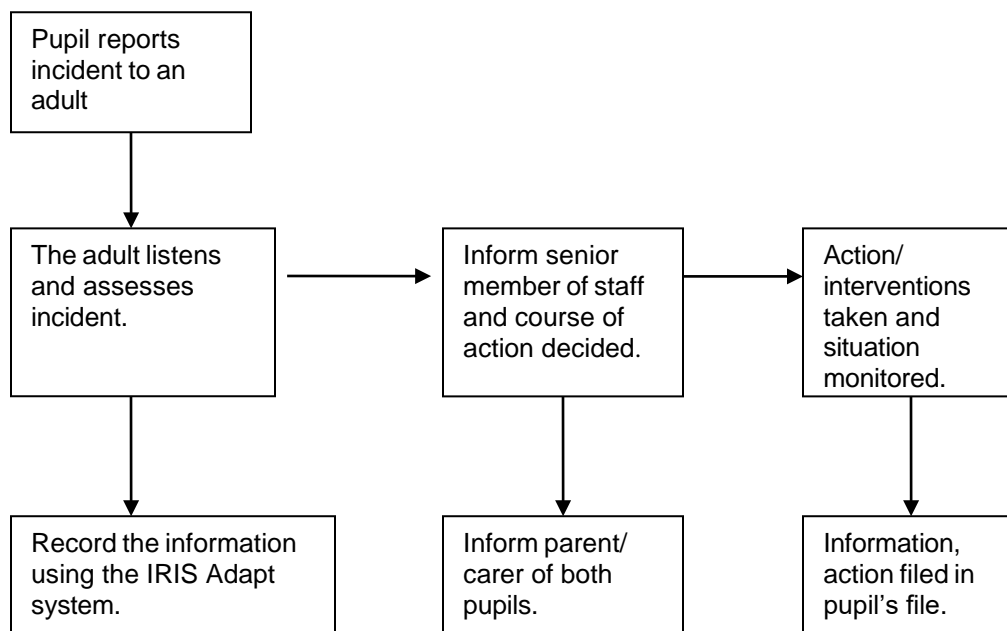 Pupil reports
incident to an
adult
The adult listens
and assesses
incident.
Inform senior
member of staff
and course of
action decided.
Action/
interventions
taken and
situation
monitored.
Record the information
using the IRIS Adapt
system.
Inform parent/
carer of both
pupils.
Information,
action filed in
pupil’s file.